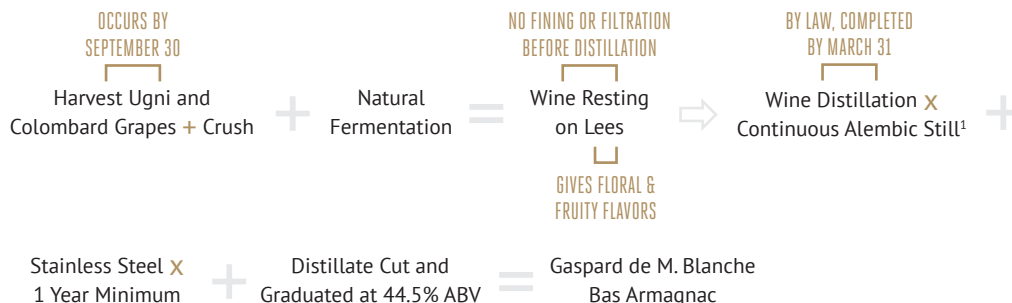 OCCURS BY
SEPTEMBER 30
NO FINING OR FILTRATION
BEFORE DISTILLATION
BY LAW, COMPLETED
BY MARCH 31
Harvest Ugni and
Colombard Grapes + Crush
+
Natural
Fermentation
=
Wine Resting
on Lees
Wine Distillation x
Continuous Alembic Still¹
+
GIVES FLORAL &
FRUITY FLAVORS
Stainless Steel x
1 Year Minimum
+
Distillate Cut and
Graduated at 44.5% ABV
=
Gaspard de M. Blanche
Bas Armagnac